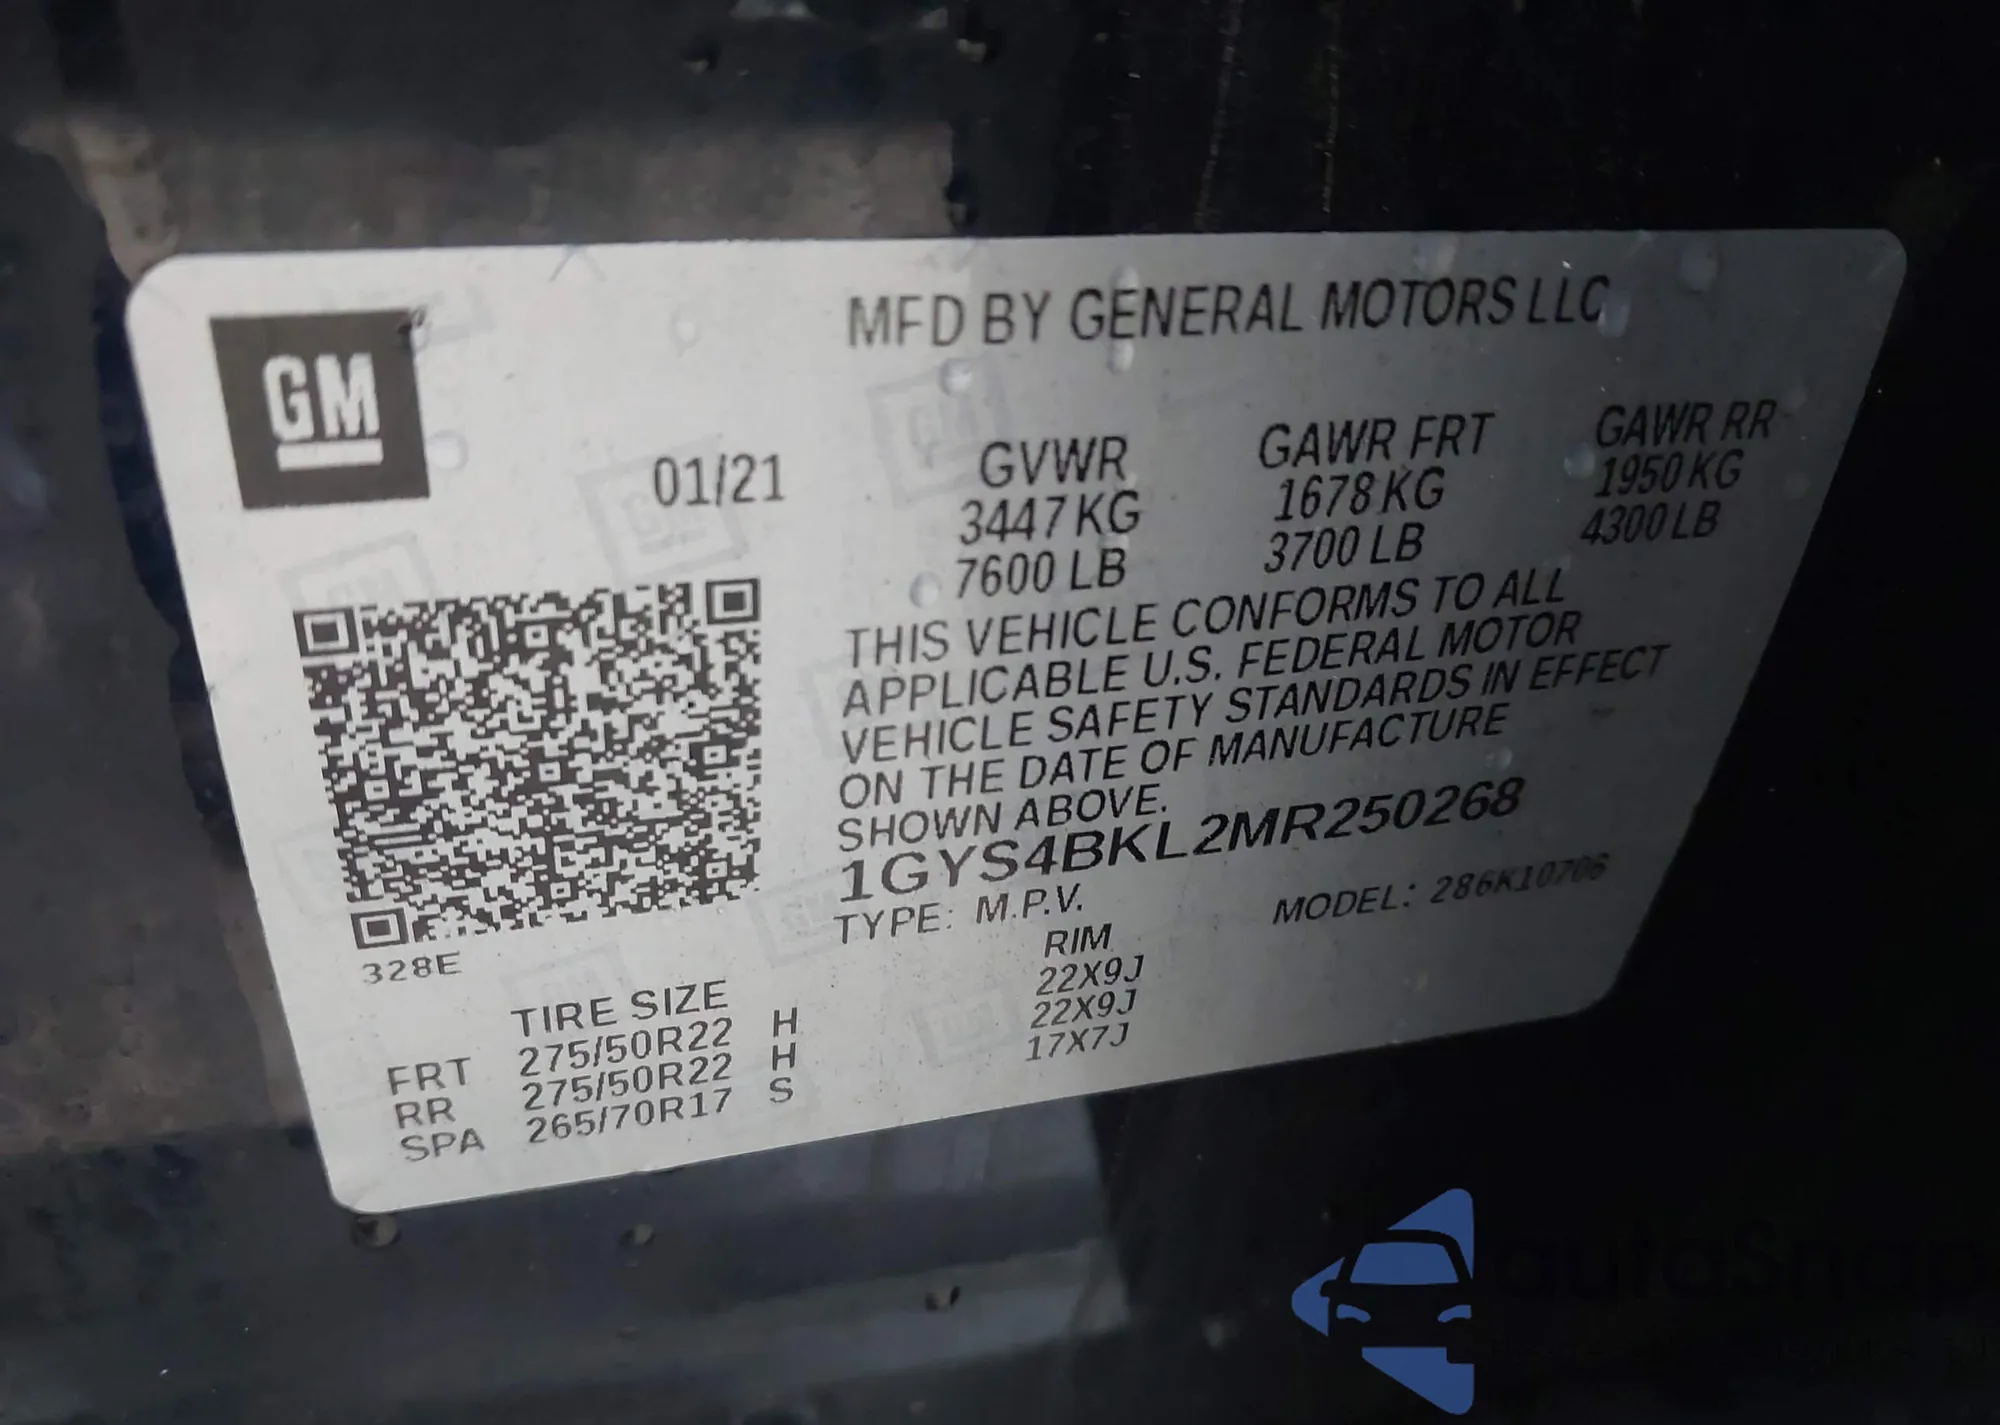 GM
MFD BY GENERAL MOTORS LLC
01/21
GVWR GAWR FRT GAWR RR
3447 KG 1678 KG 1950 KG
7600 LB 3700 LB 4300 LB
THIS VEHICLE CONFORMS TO ALL
APPLICABLE U.S. FEDERAL MOTOR
VEHICLE SAFETY STANDARDS IN EFFECT
ON THE DATE OF MANUFACTURE
SHOWN ABOVE.
1GYS4BKL2MR250268
TYPE: M.P.V. MODEL: 286K10706
328E
TIRE SIZE RIM
FRT 275/50R22 H 22X9J
RR 275/50R22 H 22X9J
SPA 265/70R17 S 17X7J
autoSnap